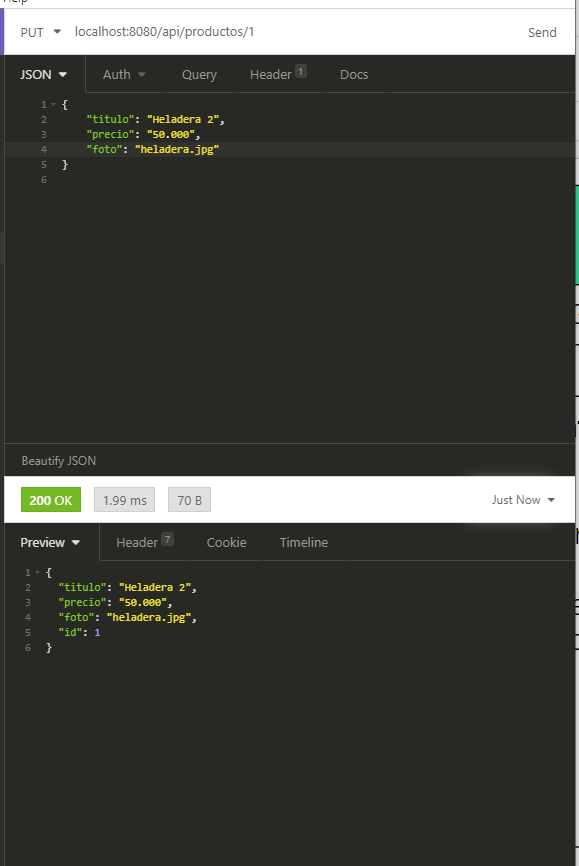 Help
PUT localhost:8080/api/productos/1 Send
JSON Auth Query Header 1 Docs
1 {
2 "titulo": "Heladera 2",
3 "precio": "50.000",
4 "foto": "heladera.jpg"
5 }
6
Beautify JSON
200 OK 1.99 ms 70 B Just Now
Preview Header 7 Cookie Timeline
1 {
2 "titulo": "Heladera 2",
3 "precio": "50.000",
4 "foto": "heladera.jpg",
5 "id": 1
6 }